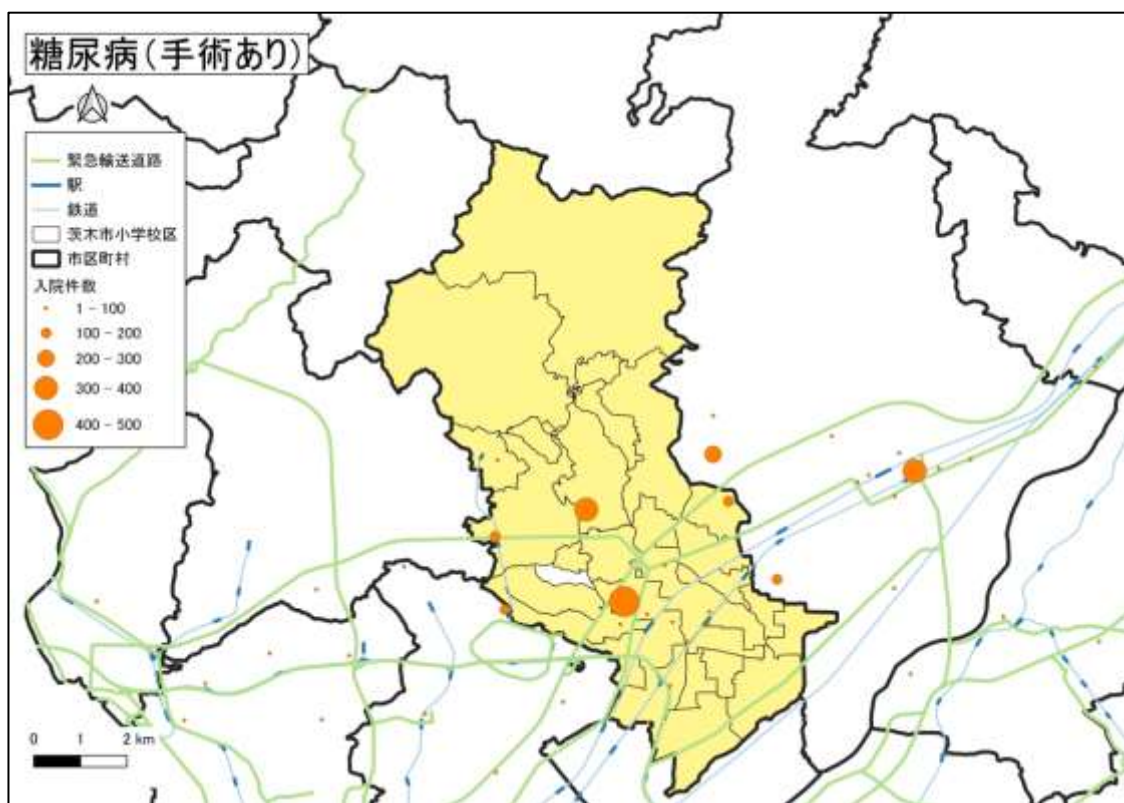 糖尿病(手術あり)
緊急輸送道路
駅
鉄道
茨木市小学校区
市区町村
入院件数
1 - 100
100 - 200
200 - 300
300 - 400
400 - 500
0 1 2 km